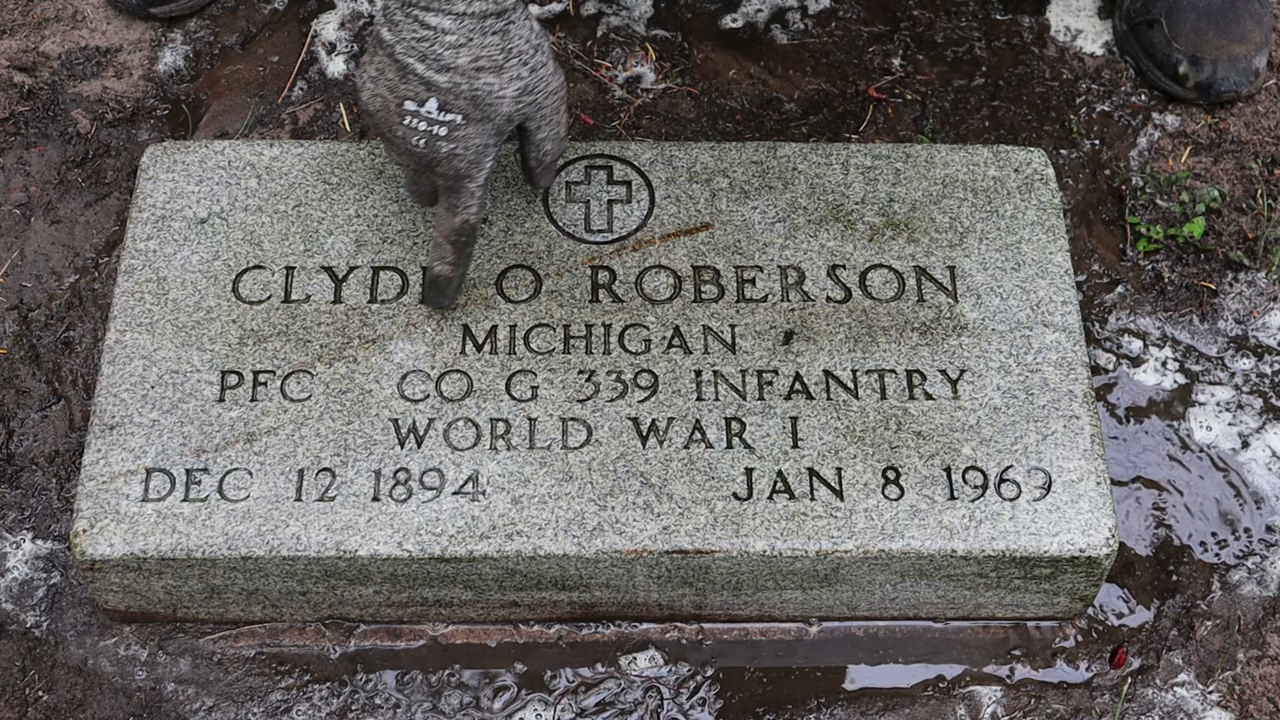 CLYDE O ROBERSON
MICHIGAN
PFC CO G 339 INFANTRY
WORLD WAR I
DEC 12 1894 JAN 8 1969